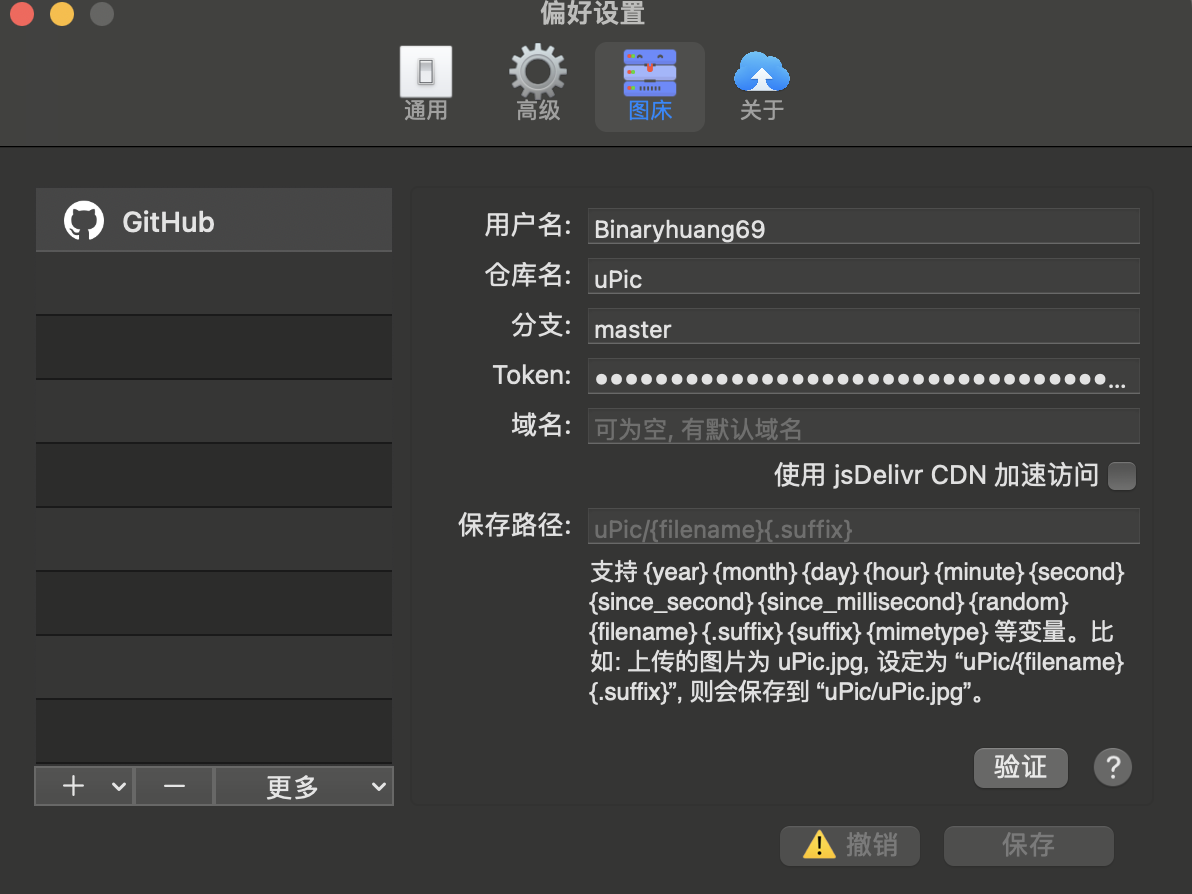 偏好设置
通用
高级
图床
关于
GitHub
用户名: Binaryhuang69
仓库名: uPic
分支: master
Token: ●●●●●●●●●●●●●●●●●●●●●●●●●●●●●●●●●●...
域名: 可为空, 有默认域名
使用 jsDelivr CDN 加速访问
保存路径: uPic/{filename}{.suffix}
支持 {year} {month} {day} {hour} {minute} {second}
{since_second} {since_millisecond} {random}
{filename} {.suffix} {suffix} {mimetype} 等变量。比
如: 上传的图片为 uPic.jpg, 设定为 “uPic/{filename}
{.suffix}”, 则会保存到 “uPic/uPic.jpg”。
验证
?
更多
撤销
保存